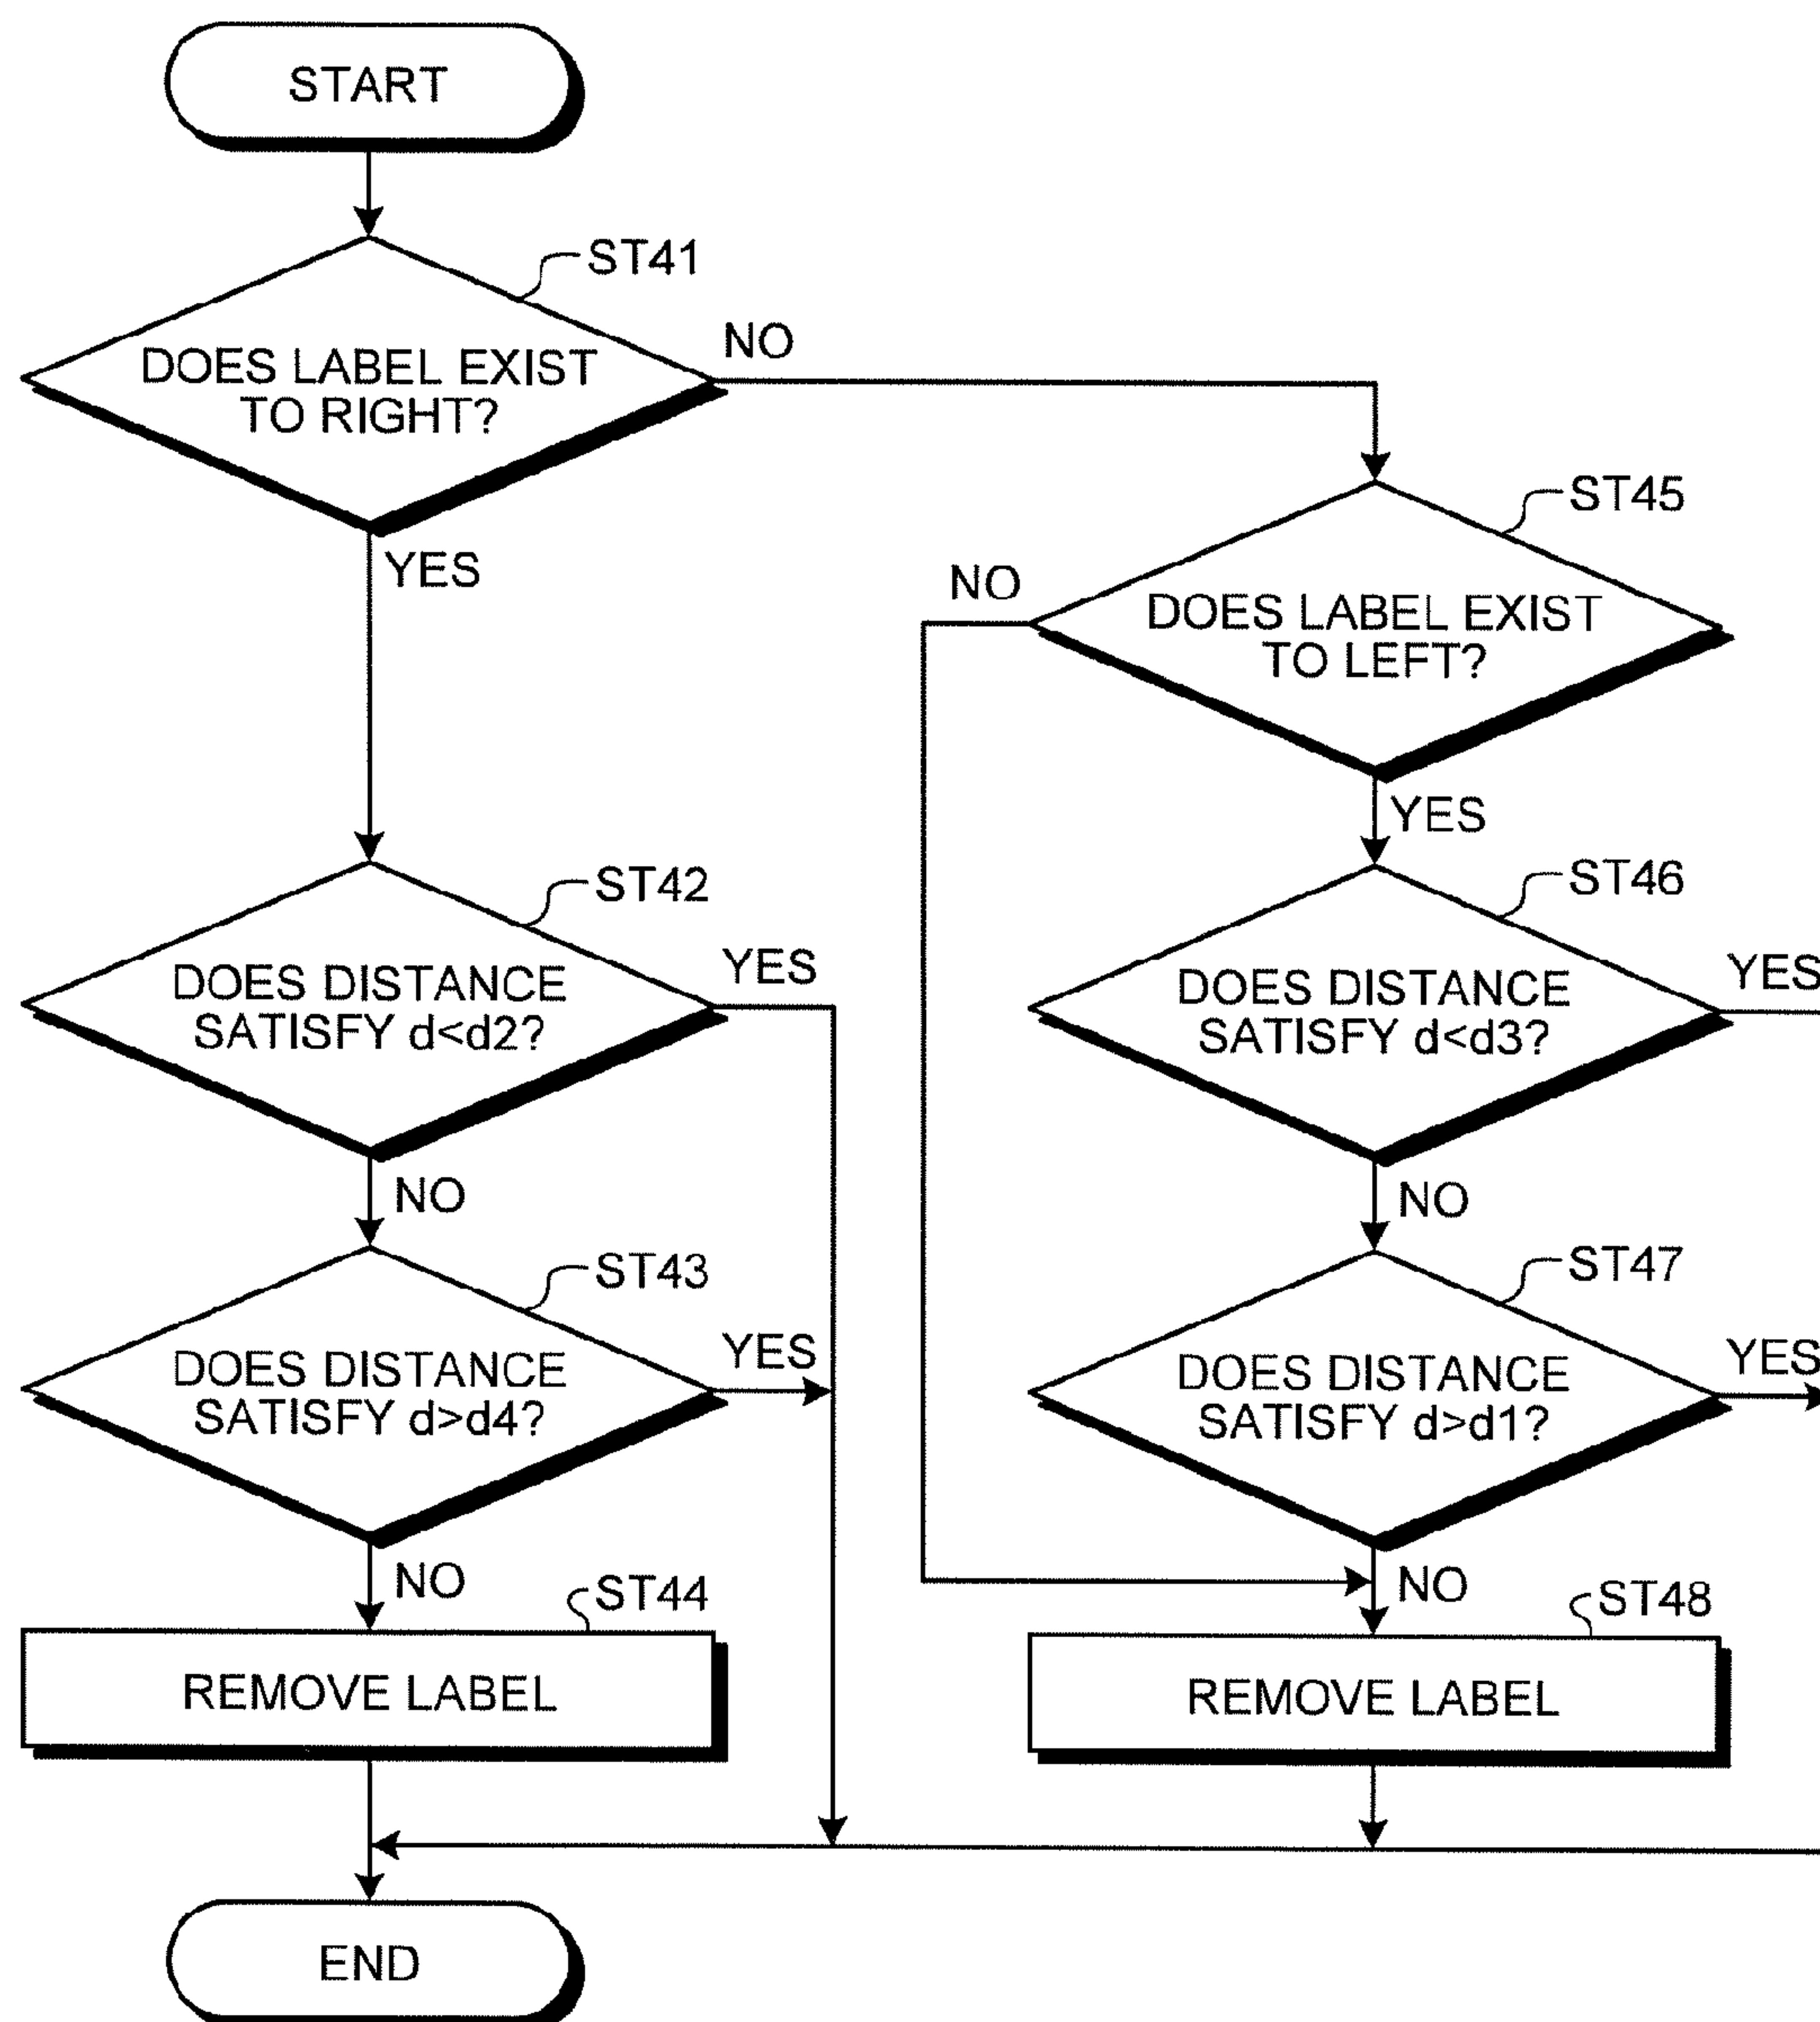 START
ST41
DOES LABEL EXIST
TO RIGHT?
NO
YES
ST45
DOES LABEL EXIST
TO LEFT?
NO
YES
ST42
DOES DISTANCE
SATISFY d<d2?
YES
NO
ST46
DOES DISTANCE
SATISFY d<d3?
YES
NO
ST43
DOES DISTANCE
SATISFY d>d4?
YES
NO
ST47
DOES DISTANCE
SATISFY d>d1?
YES
NO
ST44
REMOVE LABEL
ST48
REMOVE LABEL
END